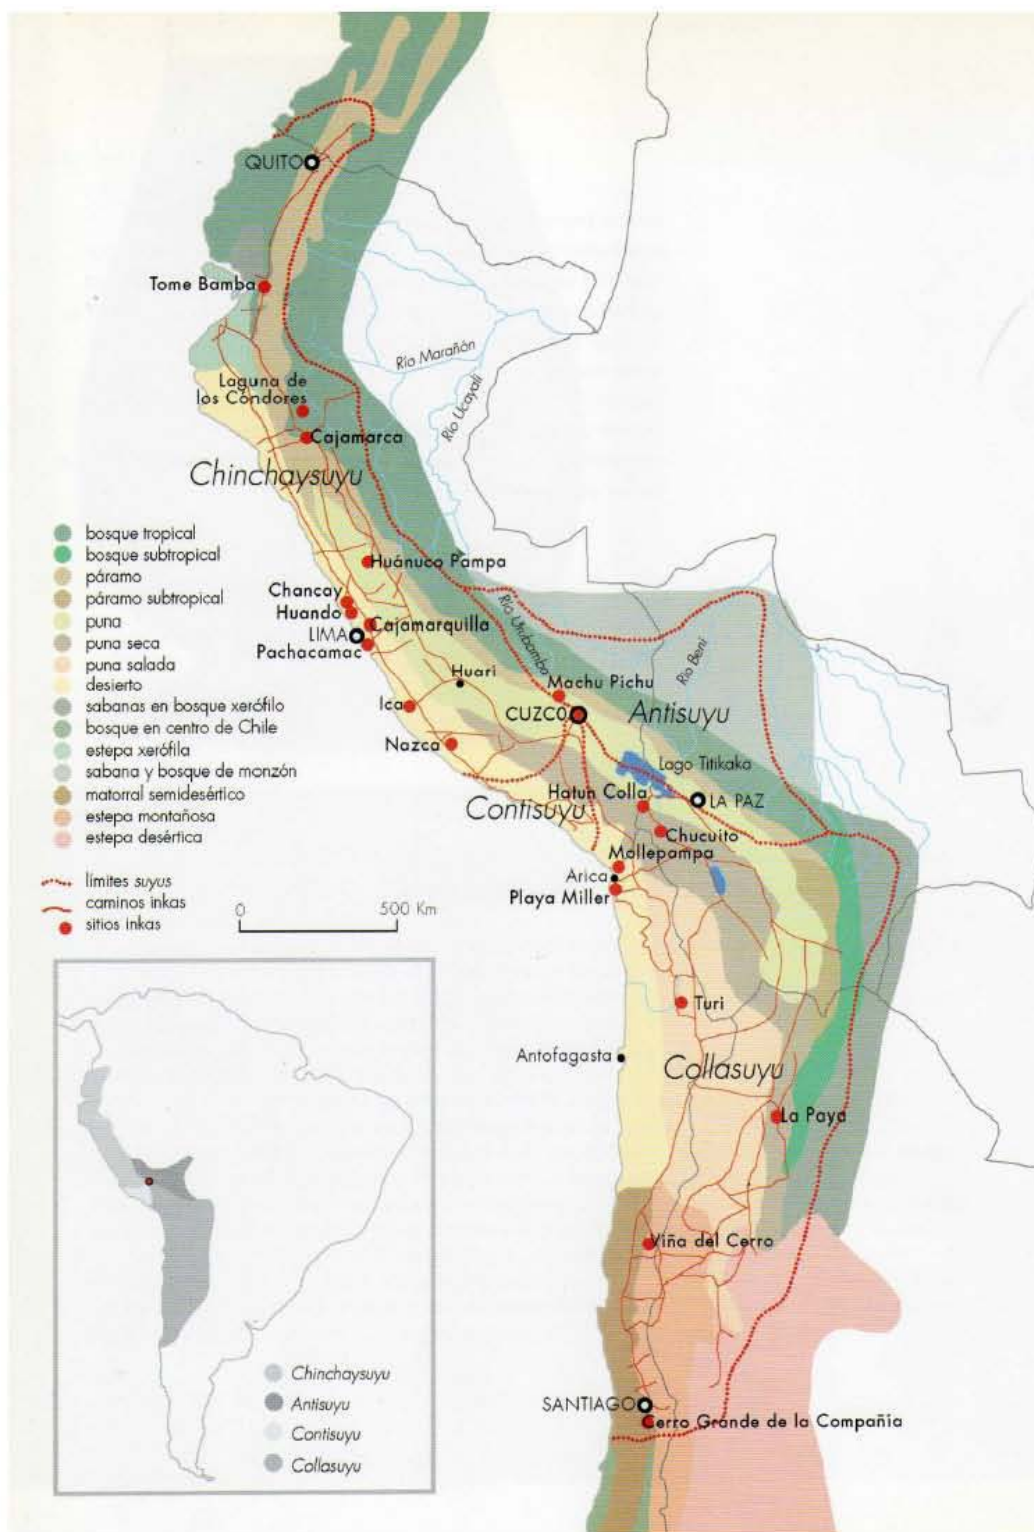 QUITO
Tome Bamba
Río Marañón
Río Ucayali
Laguna de
los Cóndores
Cajamarca
Chinchaysuyu
bosque tropical
bosque subtropical
páramo
páramo subtropical
puna
puna seca
puna salada
desierto
sabanas en bosque xerófilo
bosque en centro de Chile
estepa xerófila
sabana y bosque de monzón
matorral semidesértico
estepa montañosa
estepa desértica
límites suyus
caminos inkas
sitios inkas
0 500 Km
Huánuco Pampa
Chancay
Huando
LIMA
Cajamarquilla
Pachacamac
Río Urubamba
Río Beni
Huari
Machu Pichu
Ica
CUZCO
Antisuyu
Nazca
Lago Titikaka
Hatun Colla
LA PAZ
Contisuyu
Chucuito
Mollepampa
Arica
Playa Miller
Turi
Antofagasta
Collasuyu
La Paya
Viña del Cerro
SANTIAGO
Cerro Grande de la Compañía
Chinchaysuyu
Antisuyu
Contisuyu
Collasuyu